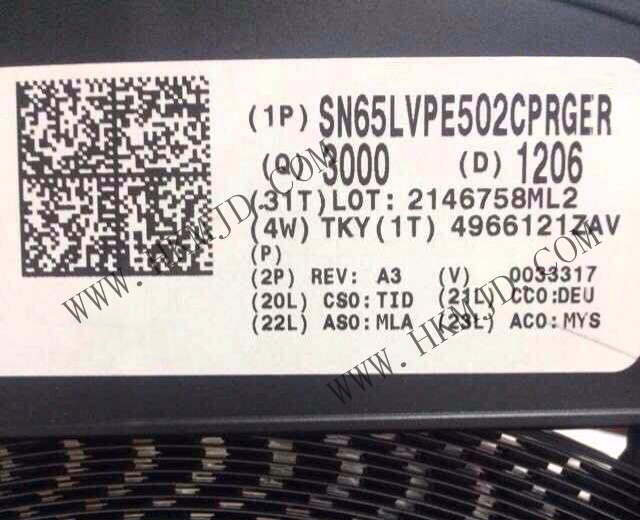 (1P) SN65LVPE502CPRGER
(Q) 3000 (D) 1206
(31T) LOT: 2146758ML2
(4W) TKY (1T) 4966121ZAV
(P)
(2P) REV: A3 (V) 0033317
(20L) CSO: TID (21L) CCO: DEU
(22L) ASO: MLA (23L) ACO: MYS
WWW.HKMJD.COM
WWW.HKMJD.COM